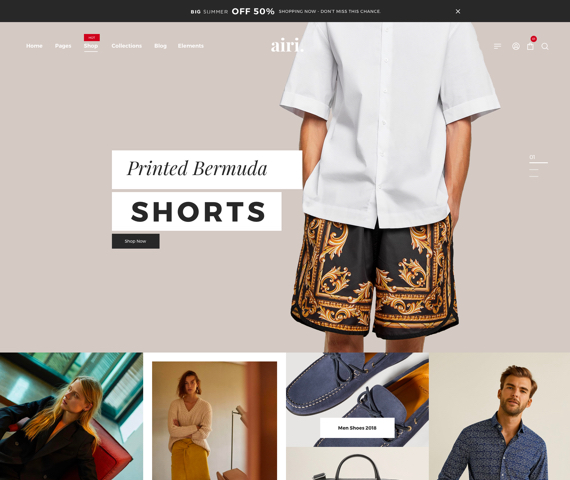 BIG SUMMER OFF 50% SHOPPING NOW - DON'T MISS THIS CHANCE.
HOT
Home Pages Shop Collections Blog Elements
airi.
Printed Bermuda
SHORTS
Shop Now
01
Men Shoes 2018